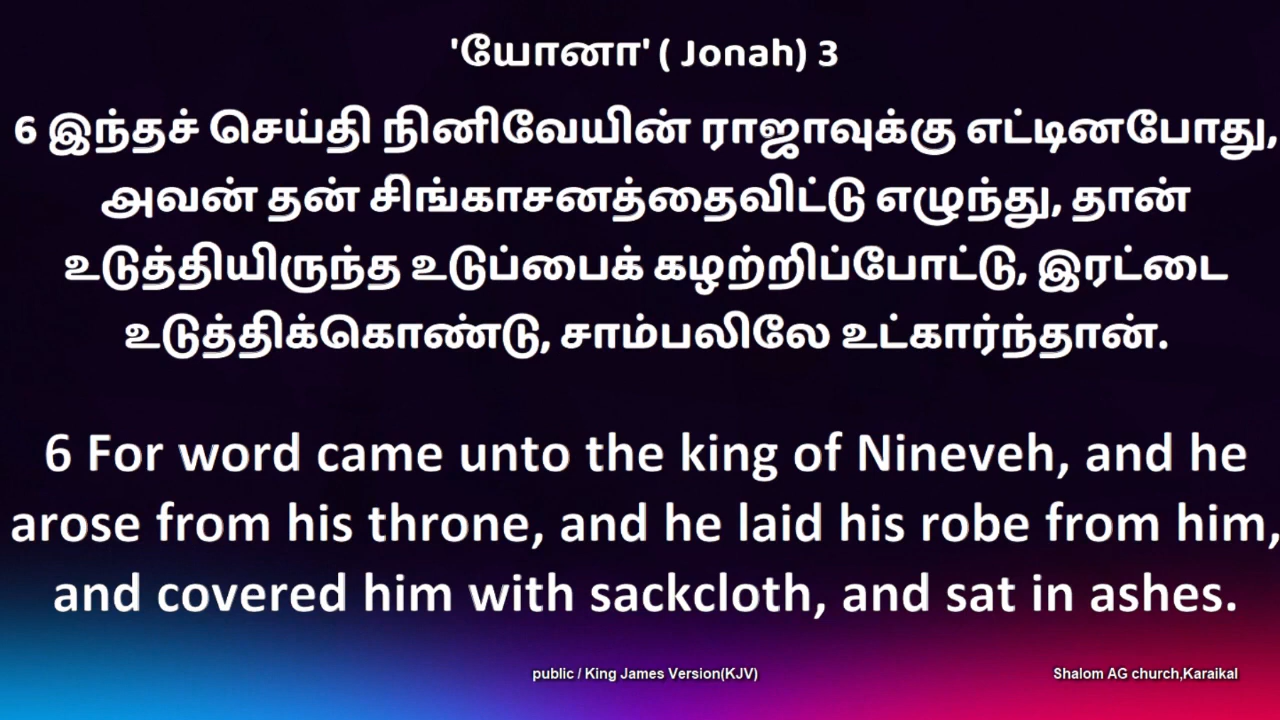 'யோனா' ( Jonah) 3
6 இந்தச் செய்தி நினிவேயின் ராஜாவுக்கு எட்டினபோது,
அவன் தன் சிங்காசனத்தைவிட்டு எழுந்து, தான்
உடுத்தியிருந்த உடுப்பைக் கழற்றிப்போட்டு, இரட்டை
உடுத்திக்கொண்டு, சாம்பலிலே உட்கார்ந்தான்.
6 For word came unto the king of Nineveh, and he
arose from his throne, and he laid his robe from him,
and covered him with sackcloth, and sat in ashes.
public / King James Version(KJV)
Shalom AG church,Karaikal